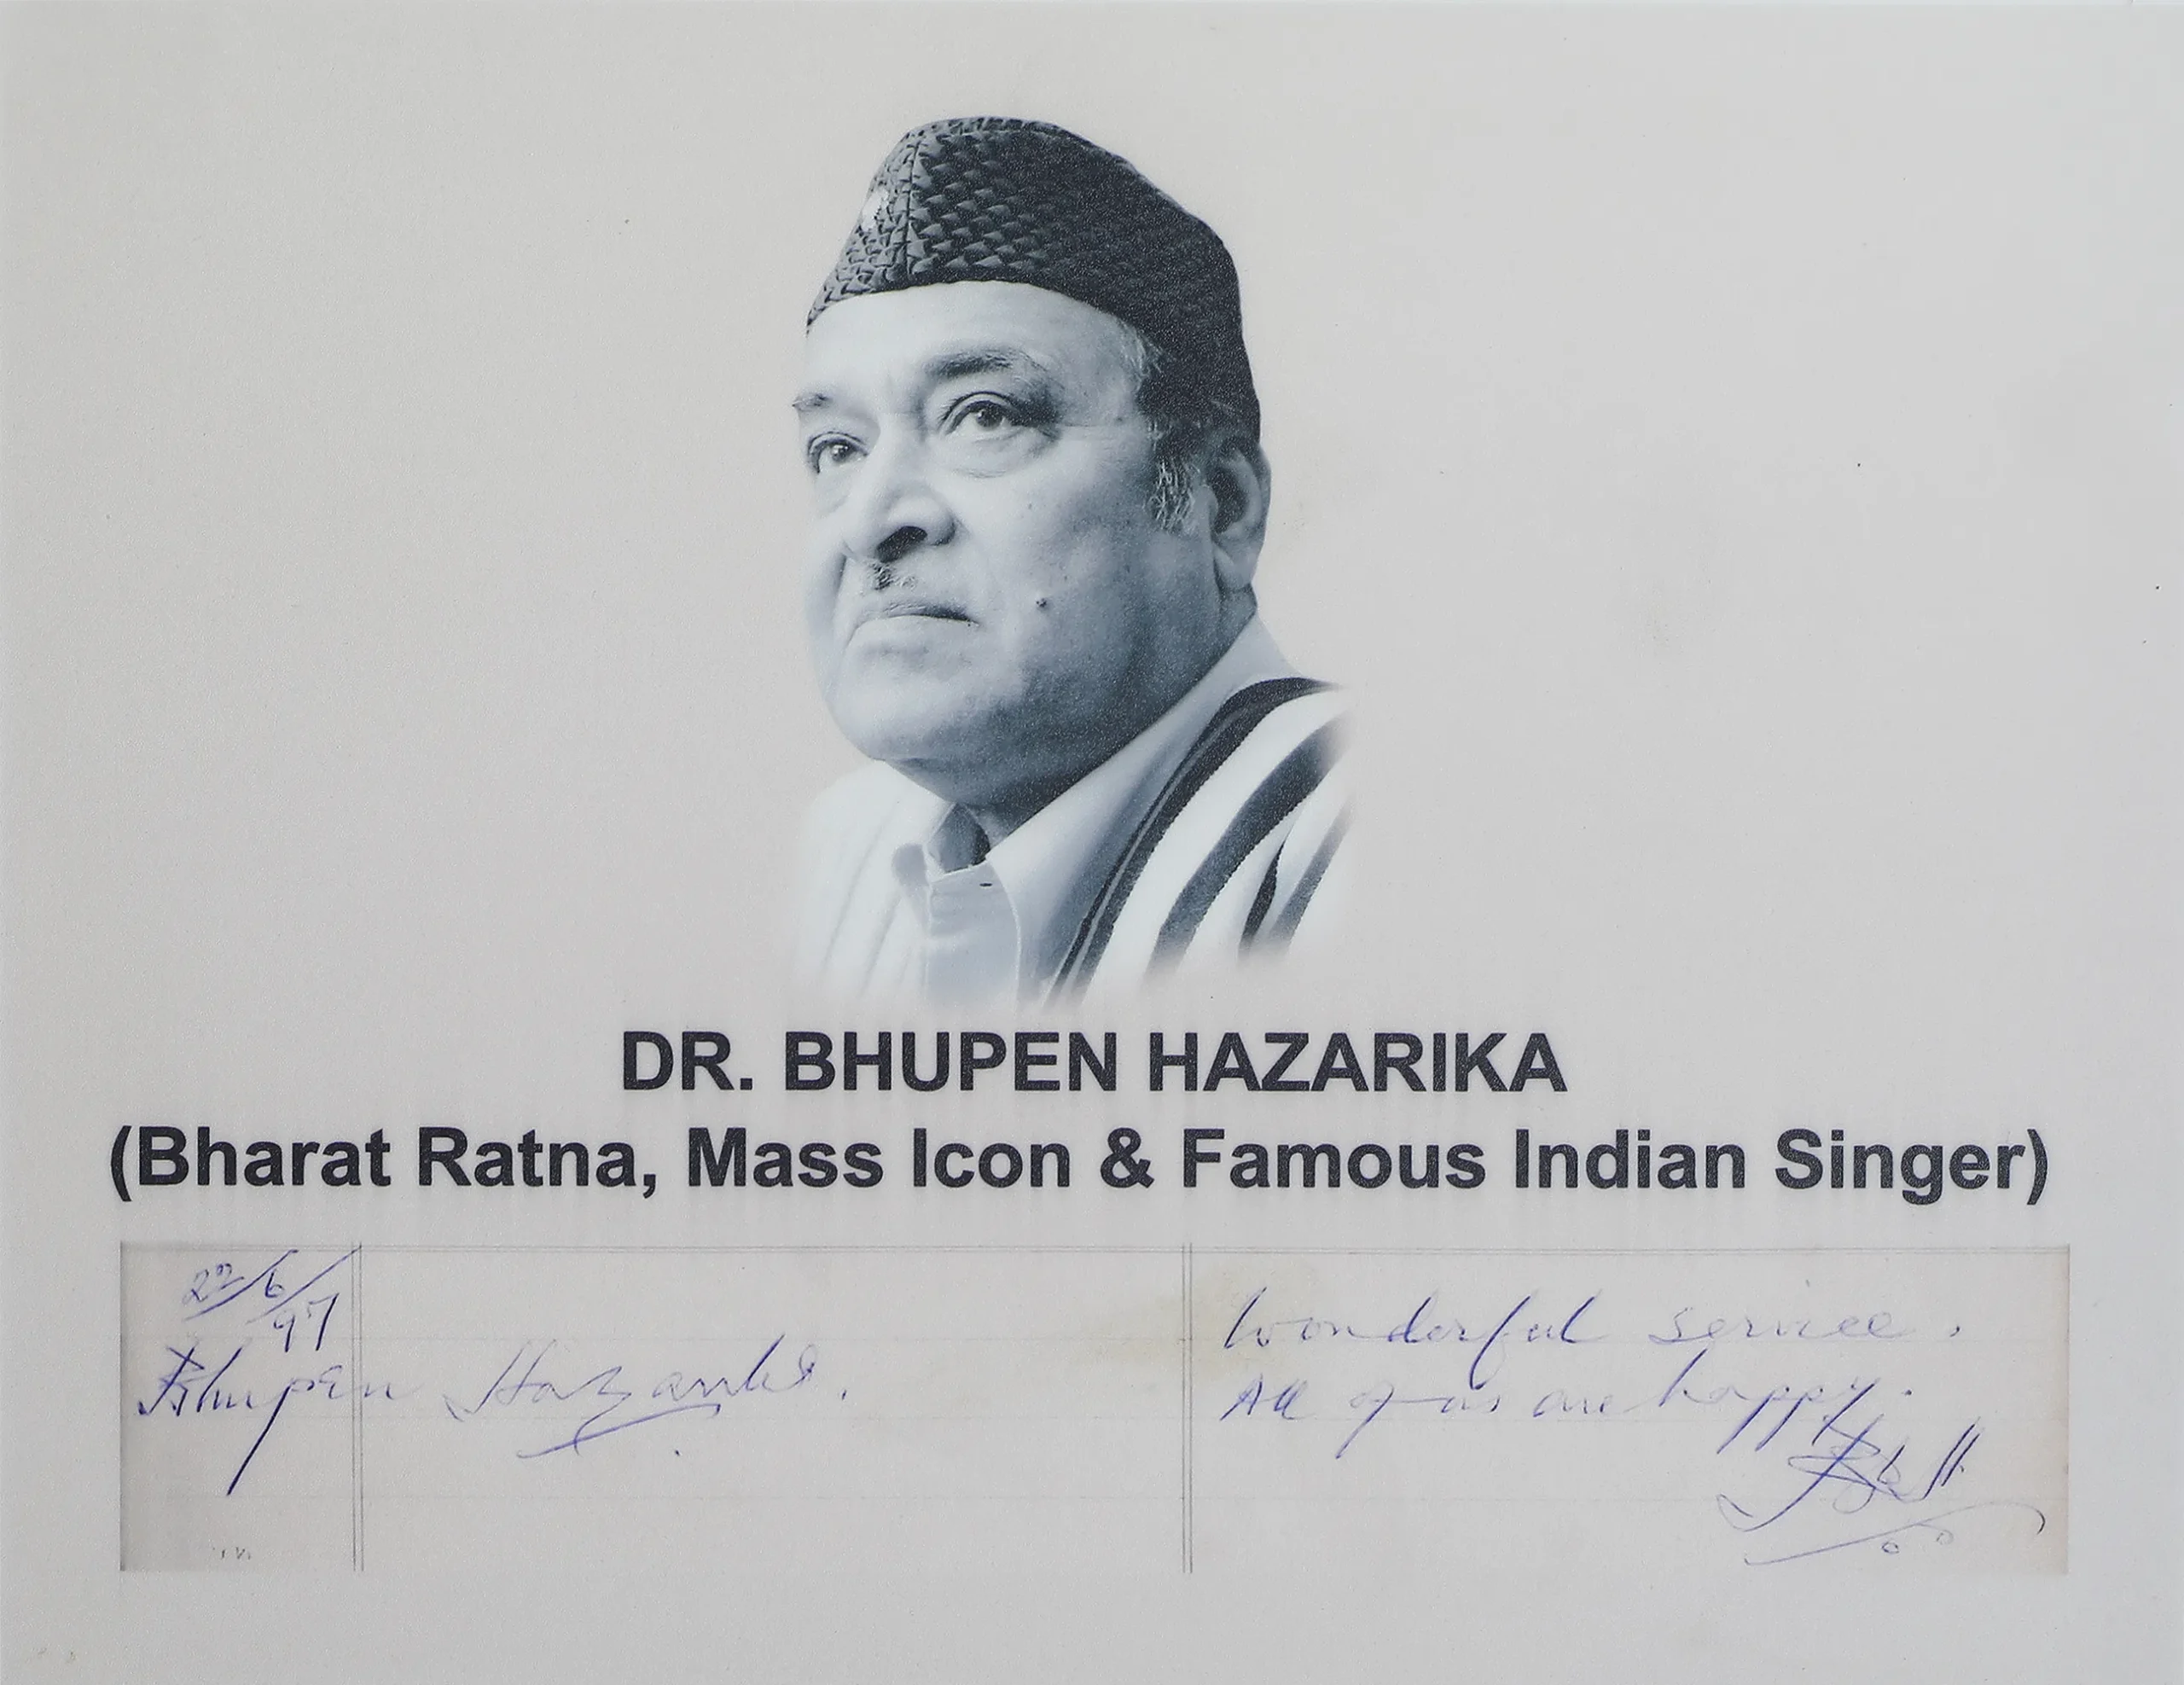 DR. BHUPEN HAZARIKA
(Bharat Ratna, Mass Icon & Famous Indian Singer)
22/6/97
Bhupen Hazarika.
Wonderful service.
All of us are happy.